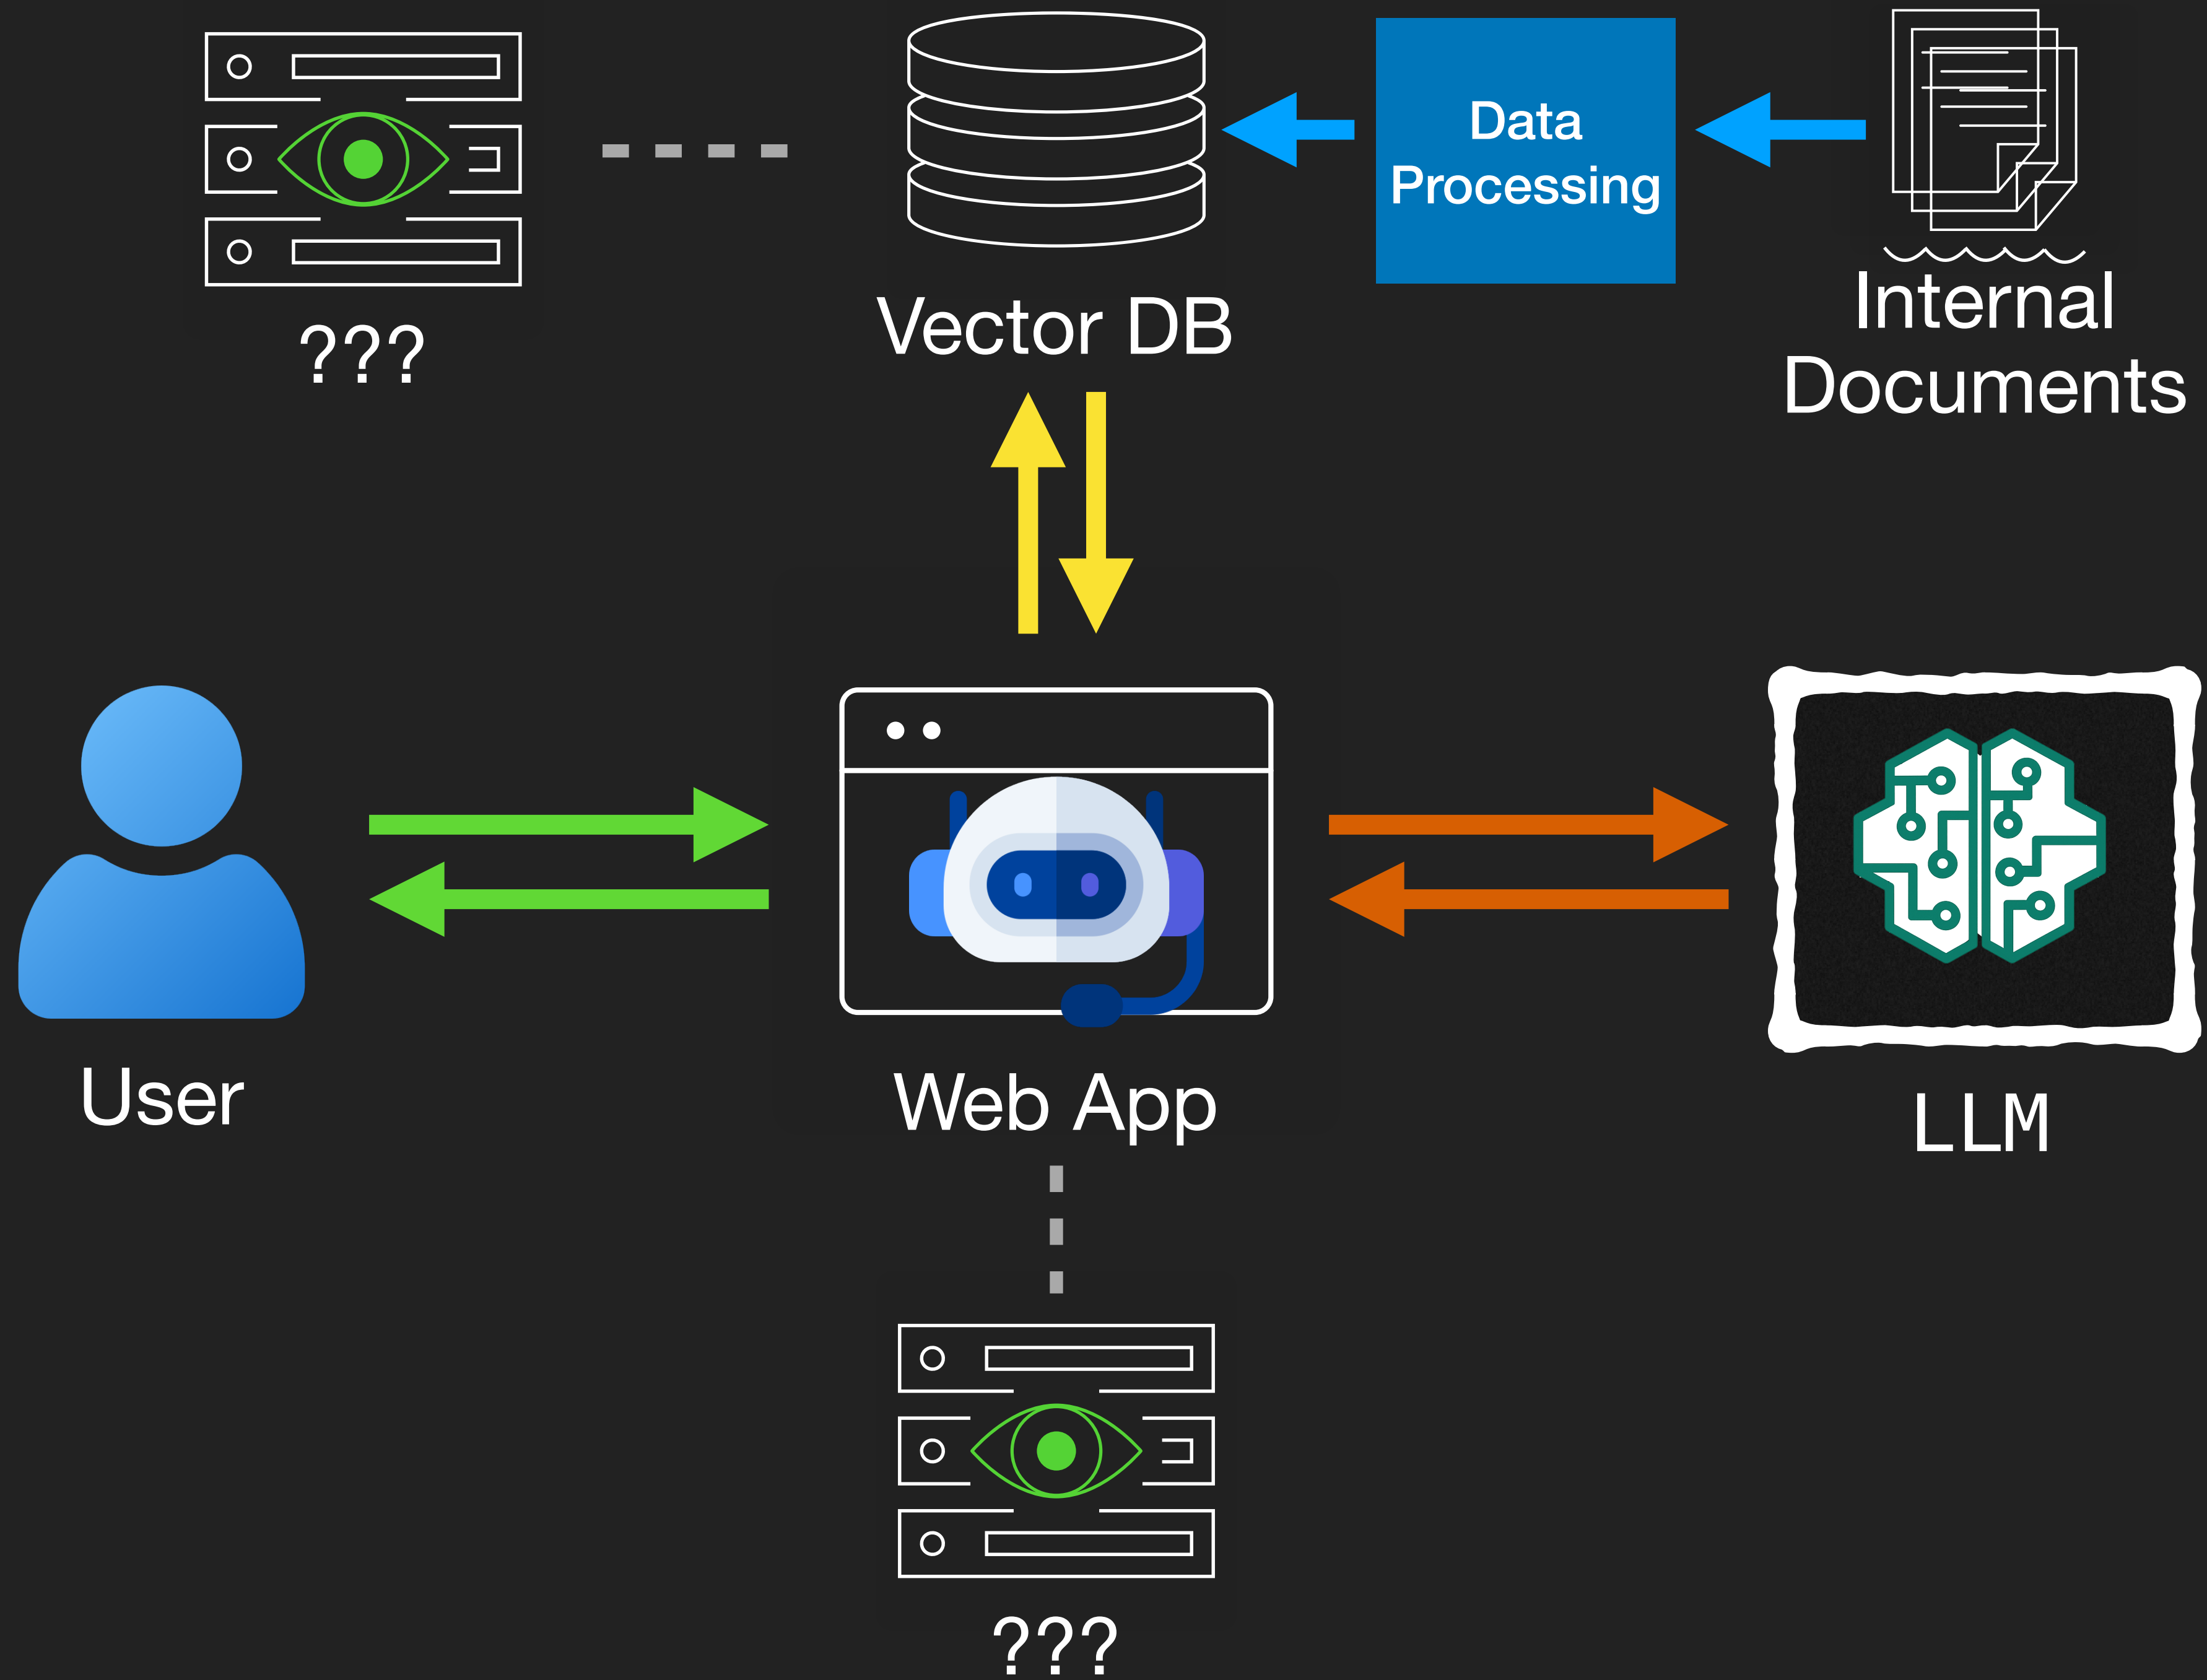 Data
Processing
???
Vector DB
Internal
Documents
User
Web App
LLM
???